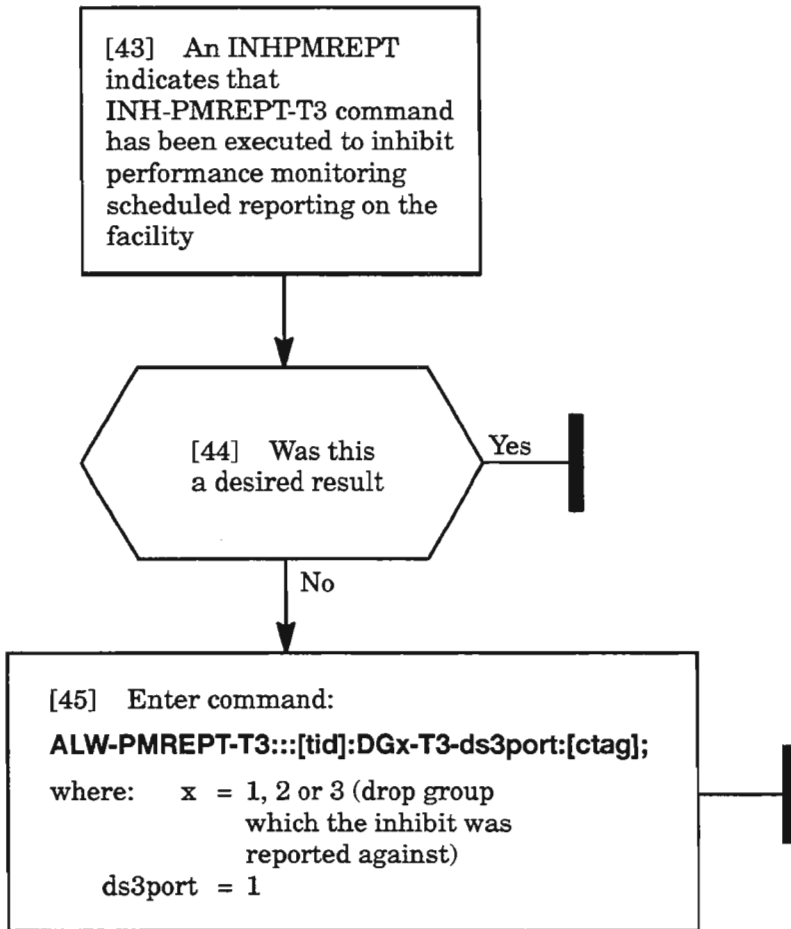 [43] An INHPMREPT
indicates that
INH-PMREPT-T3 command
has been executed to inhibit
performance monitoring
scheduled reporting on the
facility
[44] Was this
a desired result
Yes
No
[45] Enter command:
ALW-PMREPT-T3:::[tid]:DGx-T3-ds3port:[ctag];
where: x = 1, 2 or 3 (drop group
which the inhibit was
reported against)
ds3port = 1